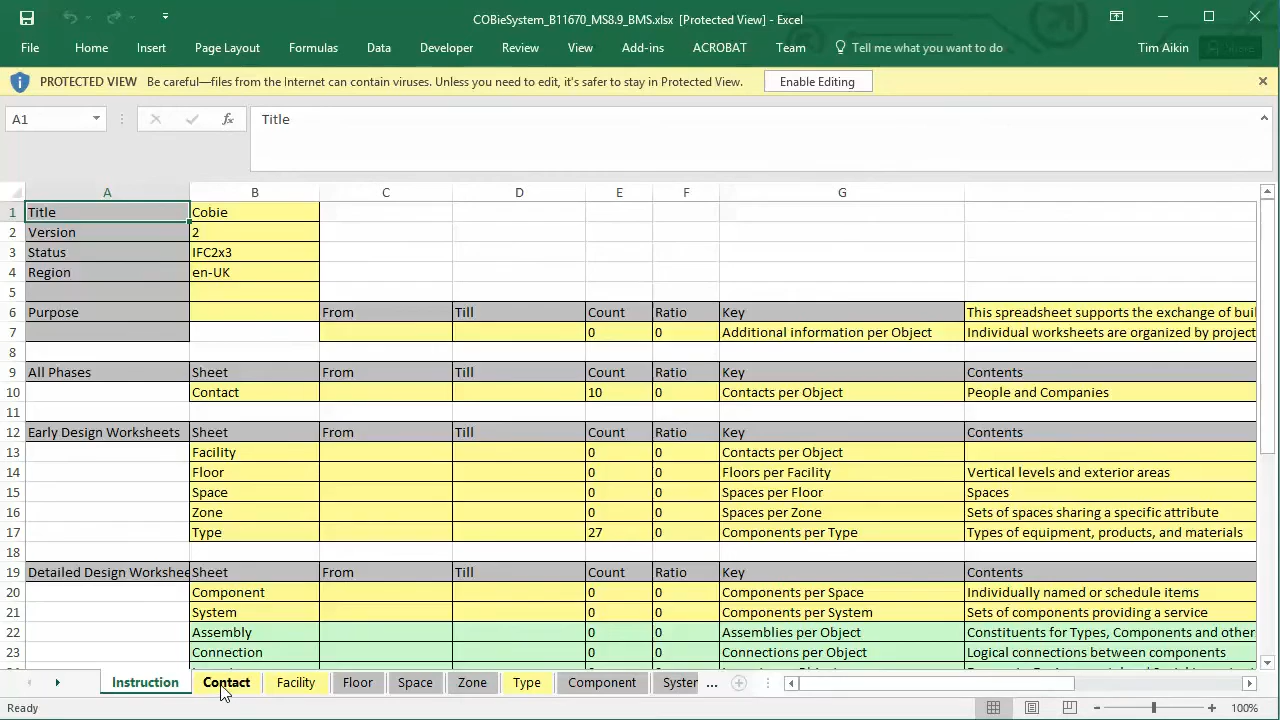 COBieSystem_B11670_MS8.9_BMS.xlsx [Protected View] - Excel
File Home Insert Page Layout Formulas Data Developer Review View Add-ins ACROBAT Team Tell me what you want to do Tim Aikin Share
PROTECTED VIEW Be careful—files from the Internet can contain viruses. Unless you need to edit, it's safer to stay in Protected View. Enable Editing
A1 fx Title
A B C D E F G
1 Title Cobie
2 Version 2
3 Status IFC2x3
4 Region en-UK
5
6 Purpose From Till Count Ratio Key This spreadsheet supports the exchange of buil
7 0 0 Additional information per Object Individual worksheets are organized by project
8
9 All Phases Sheet From Till Count Ratio Key Contents
10 Contact 10 0 Contacts per Object People and Companies
11
12 Early Design Worksheets Sheet From Till Count Ratio Key Contents
13 Facility 0 0 Contacts per Object
14 Floor 0 0 Floors per Facility Vertical levels and exterior areas
15 Space 0 0 Spaces per Floor Spaces
16 Zone 0 0 Spaces per Zone Sets of spaces sharing a specific attribute
17 Type 27 0 Components per Type Types of equipment, products, and materials
18
19 Detailed Design Workshee Sheet From Till Count Ratio Key Contents
20 Component 0 0 Components per Space Individually named or schedule items
21 System 0 0 Components per System Sets of components providing a service
22 Assembly 0 0 Assemblies per Object Constituents for Types, Components and other
23 Connection 0 0 Connections per Object Logical connections between components
Instruction Contact Facility Floor Space Zone Type Component Syster ...
Ready 100%